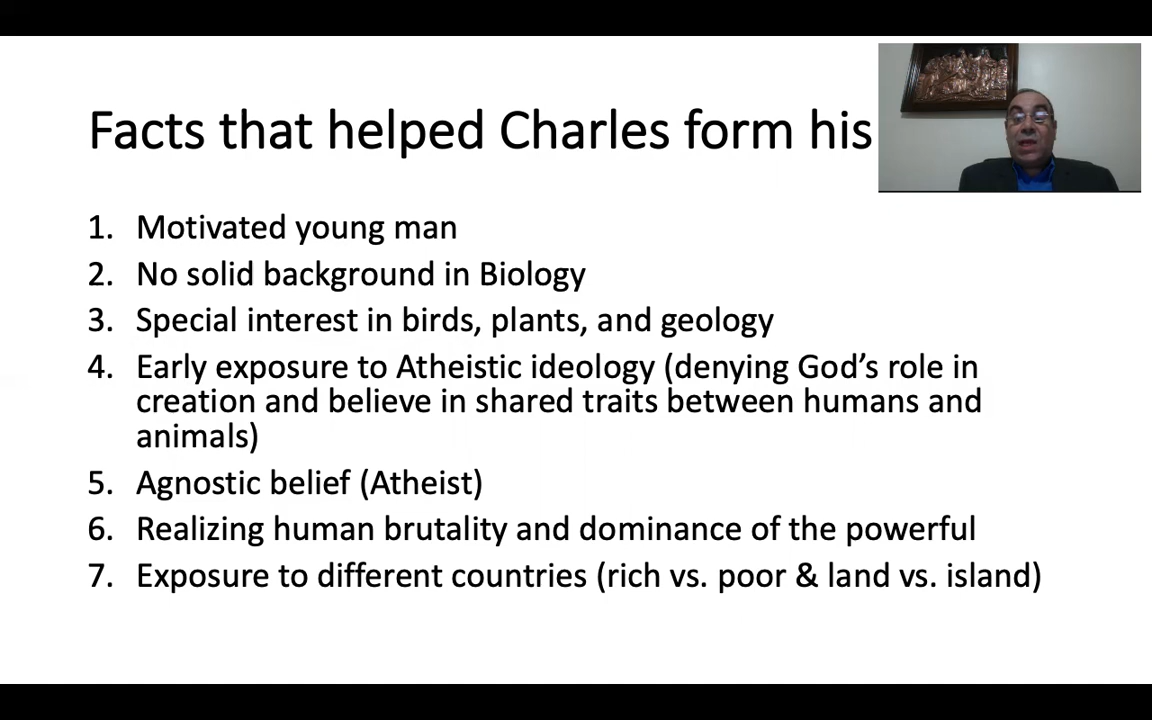 Facts that helped Charles form his
1. Motivated young man
2. No solid background in Biology
3. Special interest in birds, plants, and geology
4. Early exposure to Atheistic ideology (denying God’s role in
creation and believe in shared traits between humans and
animals)
5. Agnostic belief (Atheist)
6. Realizing human brutality and dominance of the powerful
7. Exposure to different countries (rich vs. poor & land vs. island)